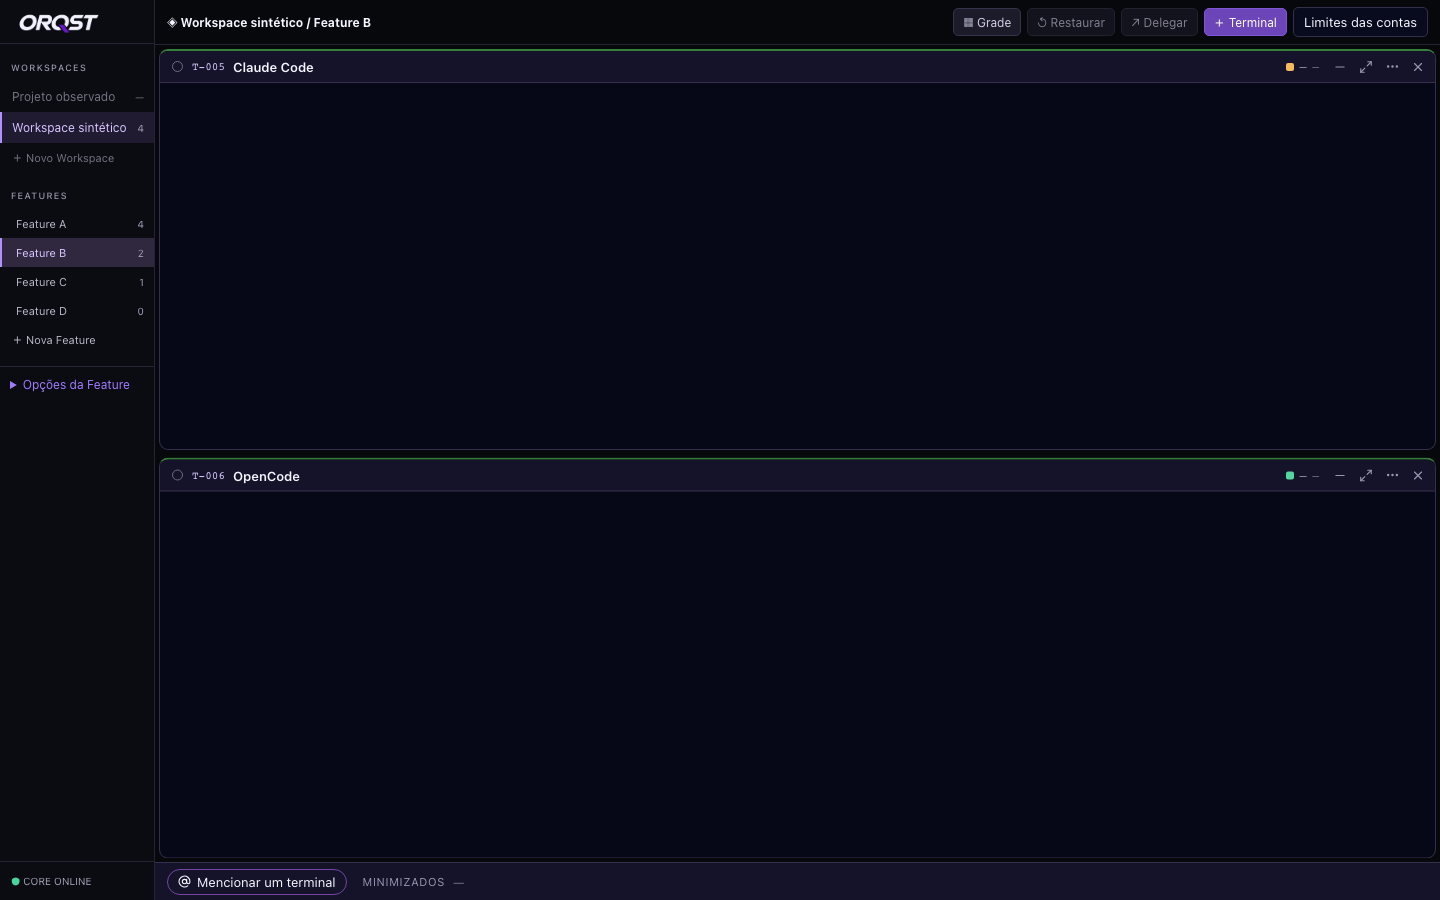 ORQST
◈ Workspace sintético / Feature B
▦ Grade
↺ Restaurar
↗ Delegar
+ Terminal
Limites das contas
WORKSPACES
Projeto observado —
Workspace sintético 4
+ Novo Workspace
FEATURES
Feature A 4
Feature B 2
Feature C 1
Feature D 0
+ Nova Feature
▶ Opções da Feature
CORE ONLINE
T-005 Claude Code — —
T-006 OpenCode — —
@ Mencionar um terminal
MINIMIZADOS —